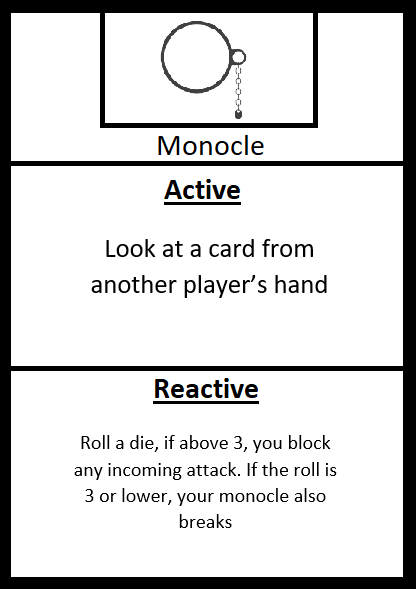 Monocle
Active
Look at a card from
another player’s hand
Reactive
Roll a die, if above 3, you block
any incoming attack. If the roll is
3 or lower, your monocle also
breaks